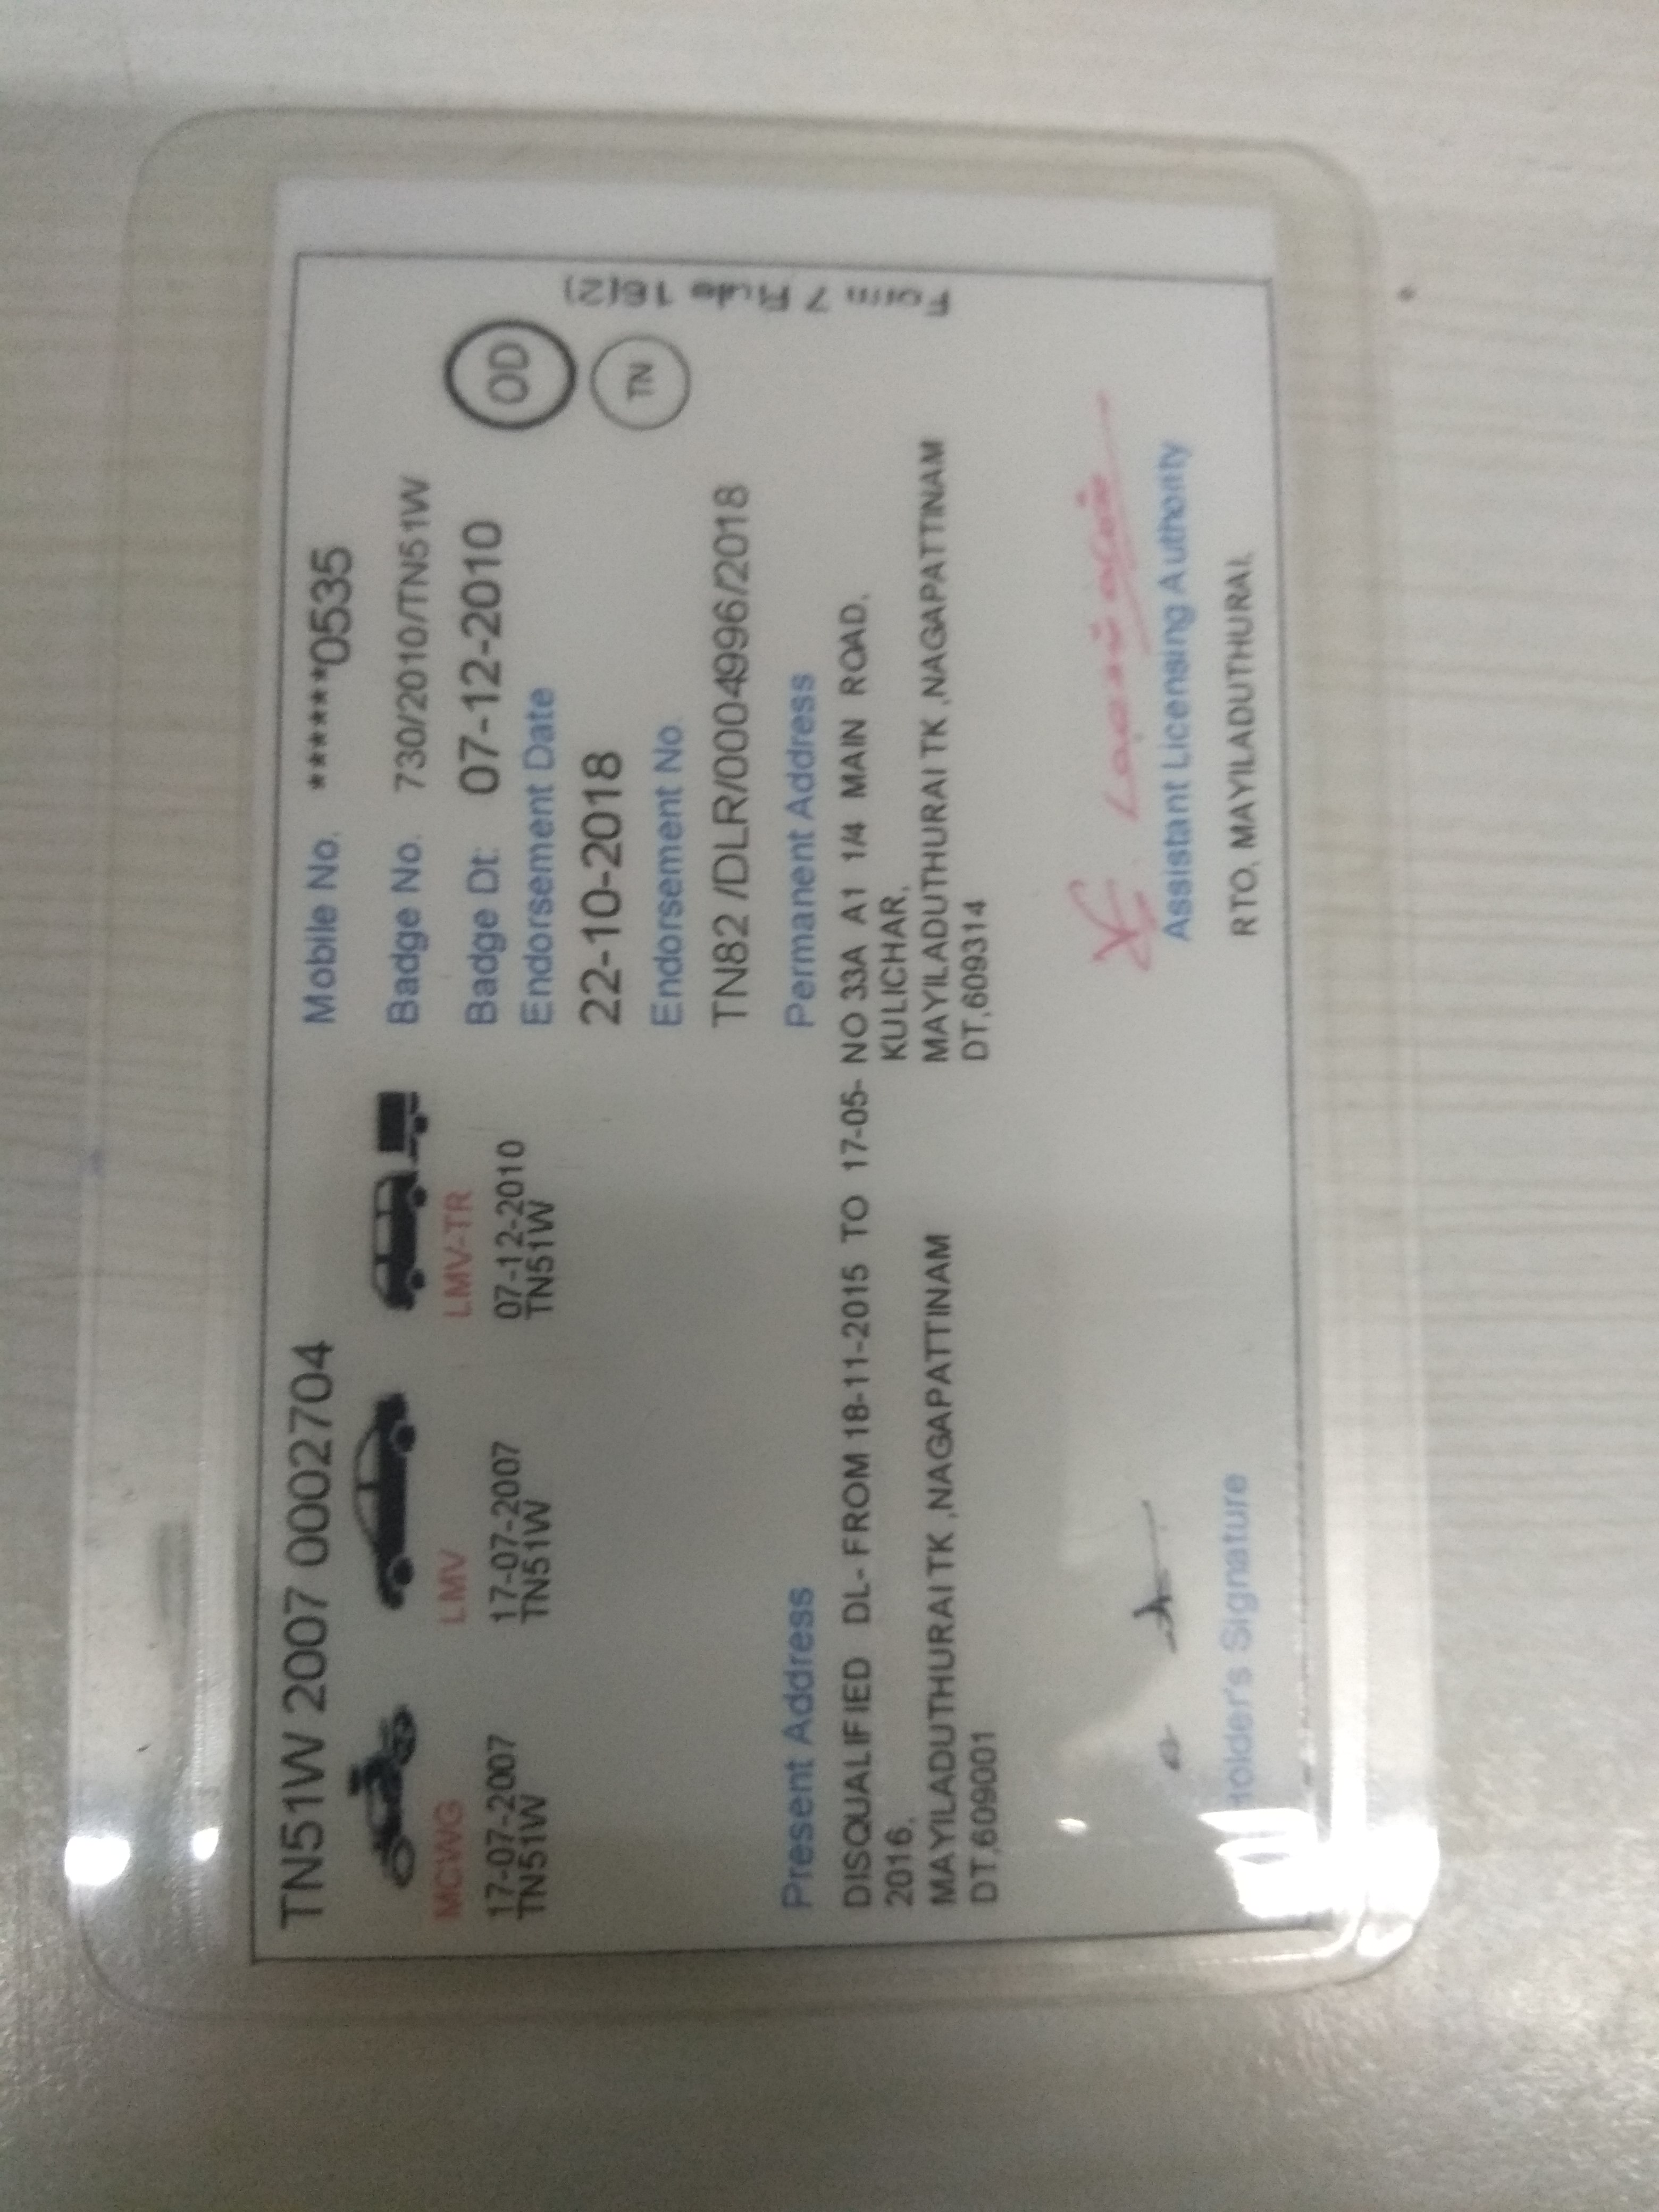 TN51W 2007 0002704
MCWG
17-07-2007
TN51W
LMV
17-07-2007
TN51W
LMV-TR
07-12-2010
TN51W
Mobile No. ******0535
Badge No. 730/2010/TN51W
Badge Dt: 07-12-2010
Endorsement Date
22-10-2018
Endorsement No.
TN82 /DLR/0004996/2018
OD
TN
Form 7 Rule 16(2)
Present Address
DISQUALIFIED DL- FROM 18-11-2015 TO 17-05-
2016,
MAYILADUTHURAI TK ,NAGAPATTINAM
DT,609001
Permanent Address
NO 33A A1 1/4 MAIN ROAD,
KULICHAR,
MAYILADUTHURAI TK ,NAGAPATTINAM
DT,609314
Holder's Signature
Assistant Licensing Authority
RTO, MAYILADUTHURAI.